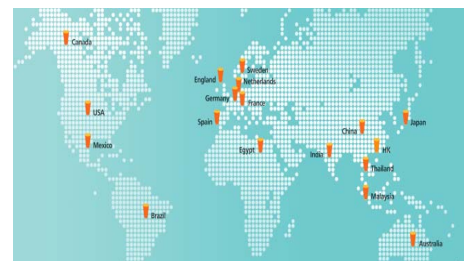 Canada
Sweden
England
Netherlands
Germany
France
USA
Spain
Japan
China
Mexico
Egypt
India
HK
Thailand
Malaysia
Brazil
Australia